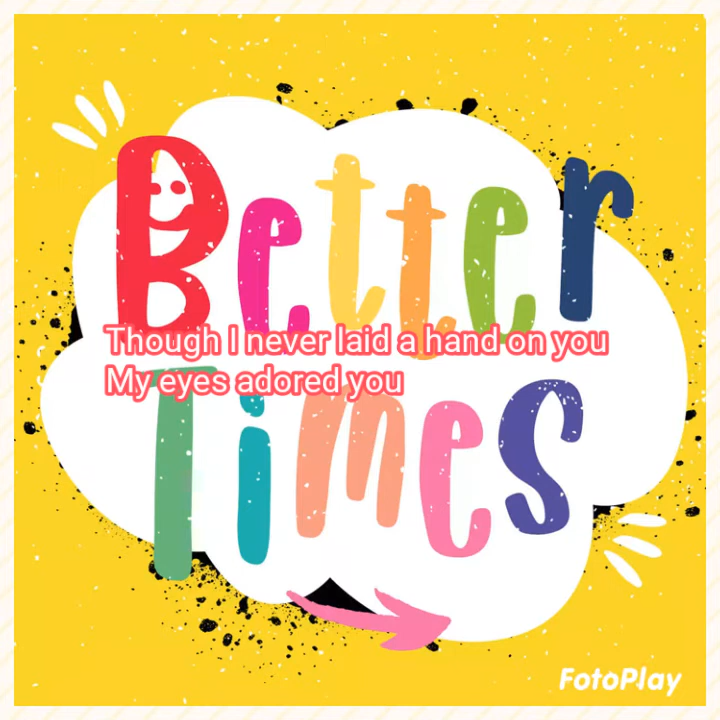 Better
Though I never laid a hand on you
My eyes adored you
Times
FotoPlay